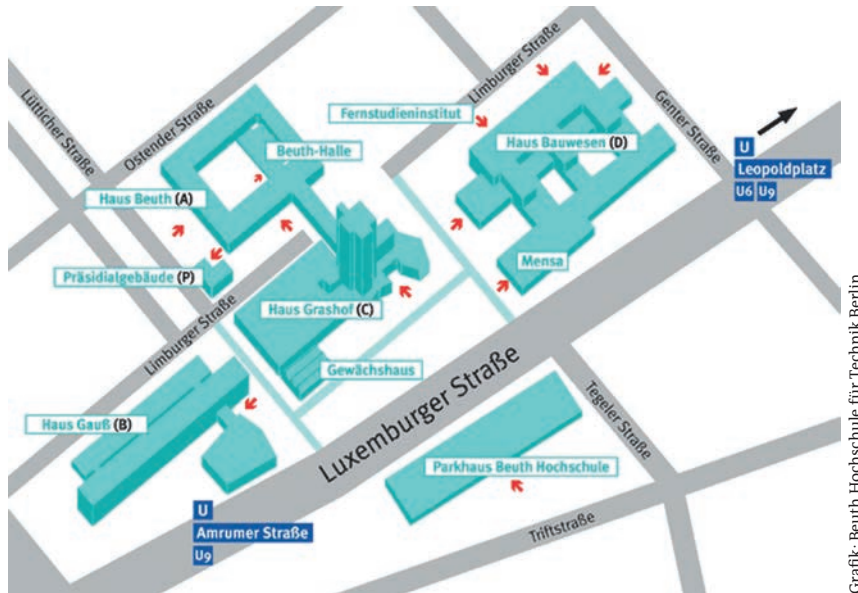 Limburger Straße
Lütticher Straße
Ostender Straße
Genter Straße
Fernstudieninstitut
Haus Bauwesen (D)
Beuth-Halle
U
Leopoldplatz
U6 U9
Haus Beuth (A)
Mensa
Präsidialgebäude (P)
Haus Grashof (C)
Limburger Straße
Gewächshaus
Luxemburger Straße
Tegeler Straße
Haus Gauß (B)
Parkhaus Beuth Hochschule
U
Amrumer Straße
U9
Triftstraße
Grafik: Beuth Hochschule für Technik Berlin